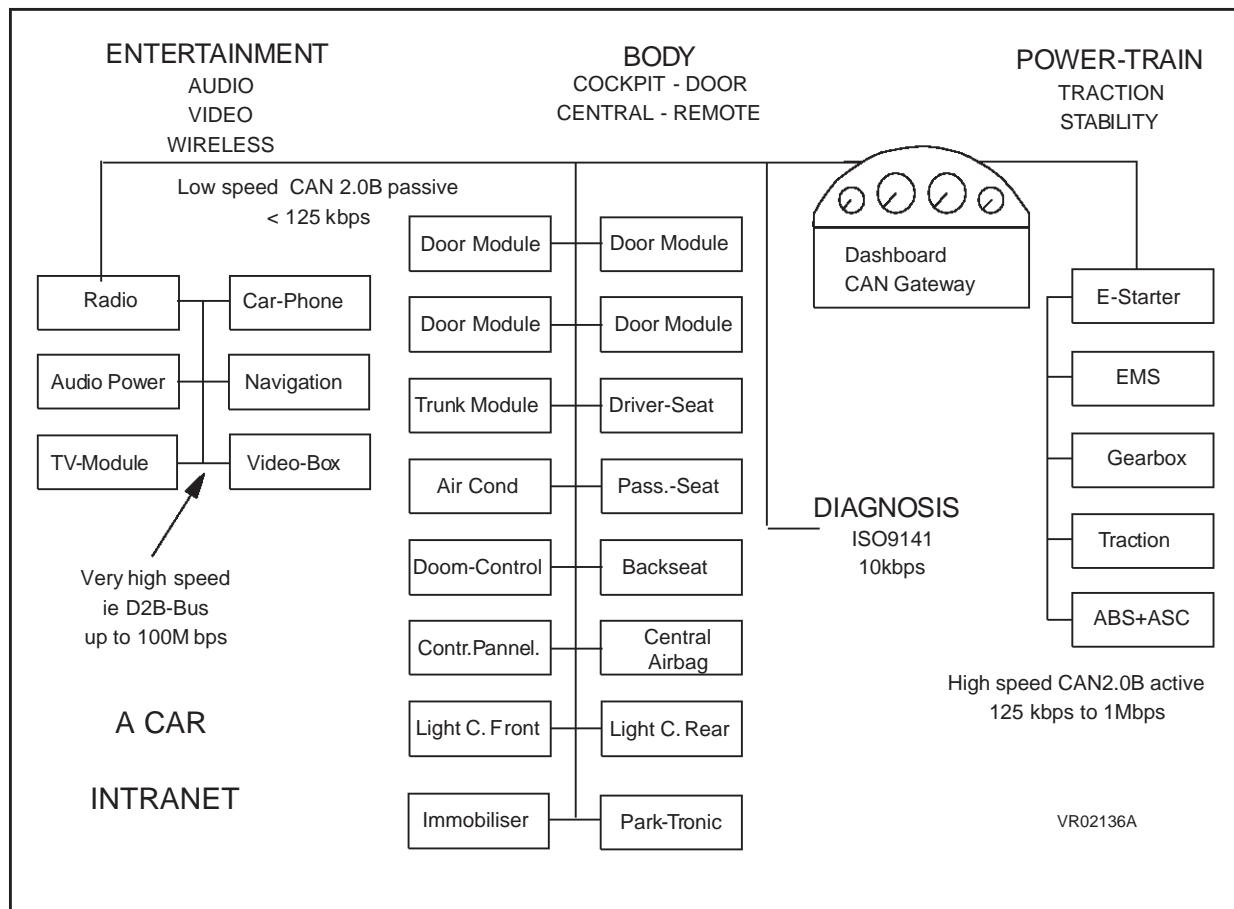 ENTERTAINMENT
AUDIO
VIDEO
WIRELESS
BODY
COCKPIT - DOOR
CENTRAL - REMOTE
POWER-TRAIN
TRACTION
STABILITY
Low speed CAN 2.0B passive
< 125 kbps
Radio
Car-Phone
Audio Power
Navigation
TV-Module
Video-Box
Very high speed
ie D2B-Bus
up to 100M bps
Door Module
Door Module
Door Module
Door Module
Trunk Module
Driver-Seat
Air Cond
Pass.-Seat
Doom-Control
Backseat
Contr.Pannel.
Central
Airbag
Light C. Front
Light C. Rear
Immobiliser
Park-Tronic
Dashboard
CAN Gateway
DIAGNOSIS
ISO9141
10kbps
E-Starter
EMS
Gearbox
Traction
ABS+ASC
High speed CAN2.0B active
125 kbps to 1Mbps
A CAR
INTRANET
VR02136A